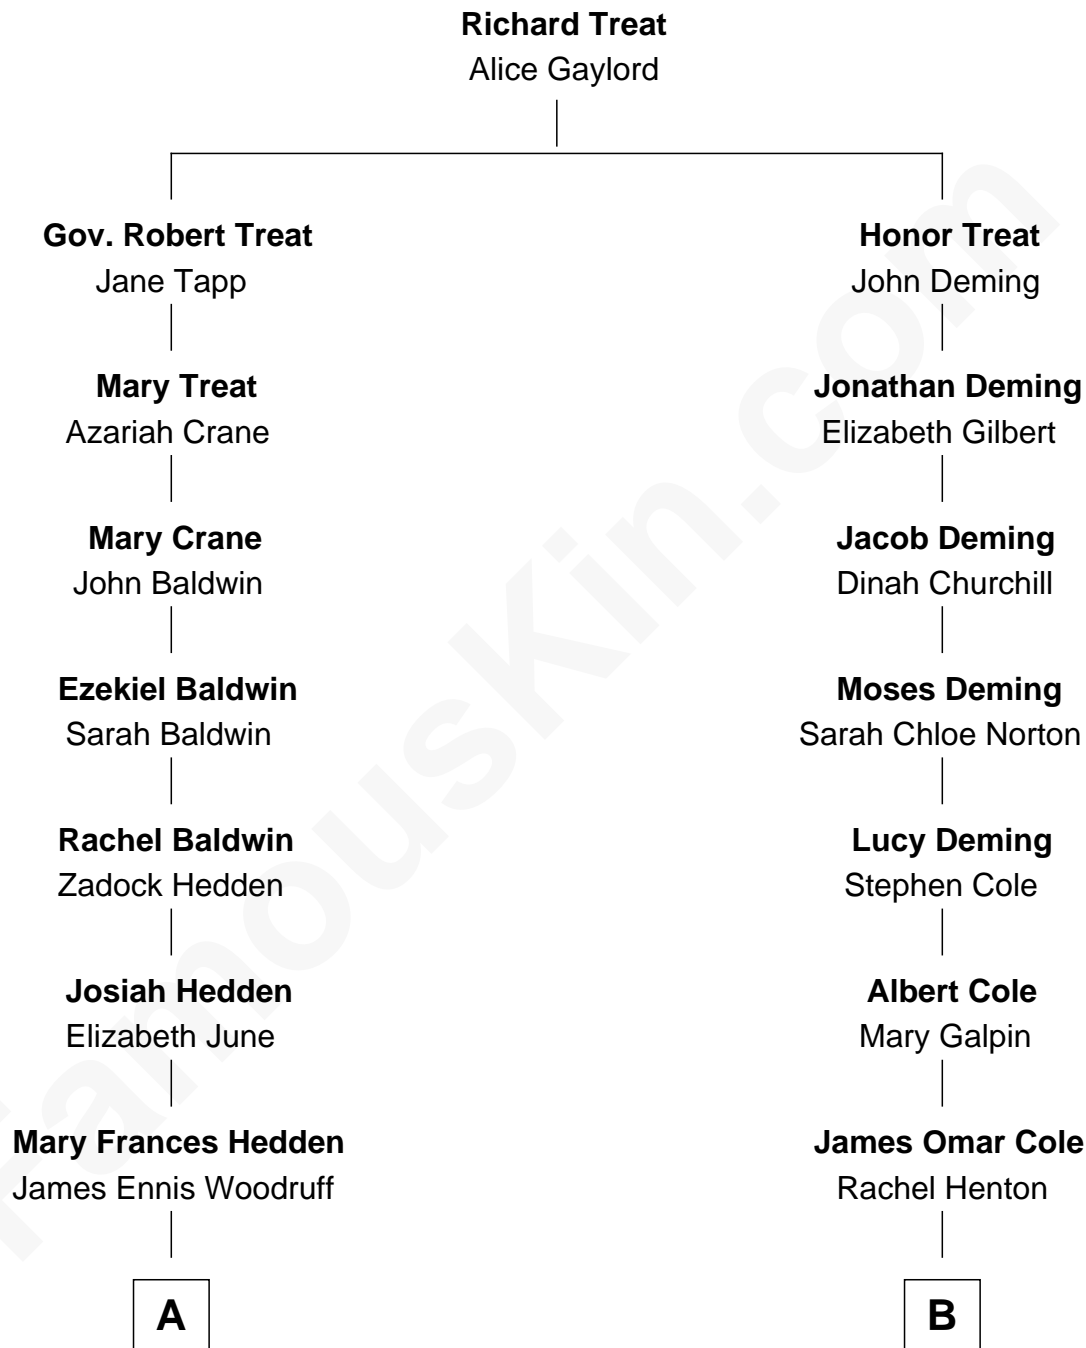 Richard Treat
Alice Gaylord
Gov. Robert Treat
Jane Tapp
Honor Treat
John Deming
Mary Treat
Azariah Crane
Jonathan Deming
Elizabeth Gilbert
Mary Crane
John Baldwin
Jacob Deming
Dinah Churchill
Ezekiel Baldwin
Sarah Baldwin
Moses Deming
Sarah Chloe Norton
Rachel Baldwin
Zadock Hedden
Lucy Deming
Stephen Cole
Josiah Hedden
Elizabeth June
Albert Cole
Mary Galpin
Mary Frances Hedden
James Ennis Woodruff
James Omar Cole
Rachel Henton
A
B
FamousKin.com